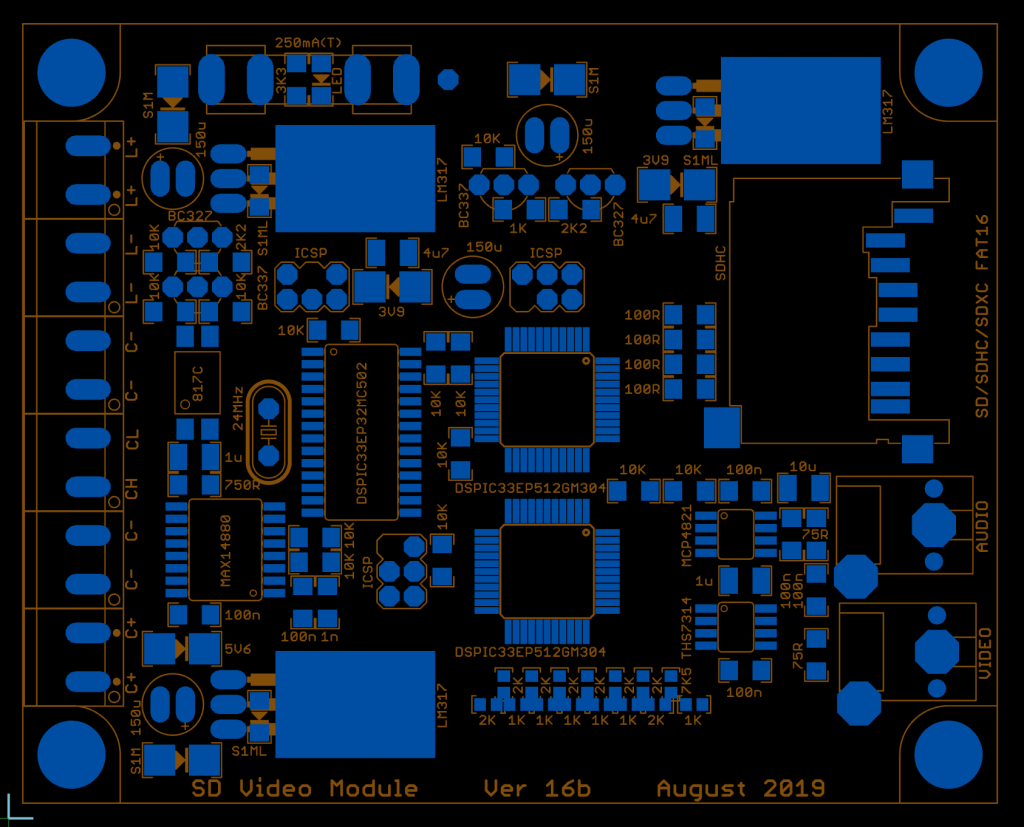 250mA(T)
3K3
LED
S1M
S1M
LM317
150u
150u
10K
3V9
S1ML
L+
LM317
BC337
BC327
L+
BC327
1K
2K2
4u7
SD/SDHC/SDXC FAT16
10K
2K2
S1ML
ICSP
4u7
150u
ICSP
SDHC
L-
BC337
10K
10K
3V9
L-
100R
10K
100R
C-
100R
817C
24MHz
DSPIC33EP32MC502
10K
10K
100R
C-
CL
10K
1u
750R
DSPIC33EP512GM304
10K
10K
100n
10u
CH
MAX14880
10K
10K
10K
MCP4821
75R
AUDIO
C-
ICSP
1u
100n
100n
C-
100n
100n
1n
THS7314
C+
5V6
DSPIC33EP512GM304
75R
VIDEO
C+
2K
2K
2K
2K
2K
2K
7K5
100n
150u
LM317
2K
1K
1K
1K
1K
1K
2K
1K
S1M
S1ML
SD Video Module
Ver 16b
August 2019